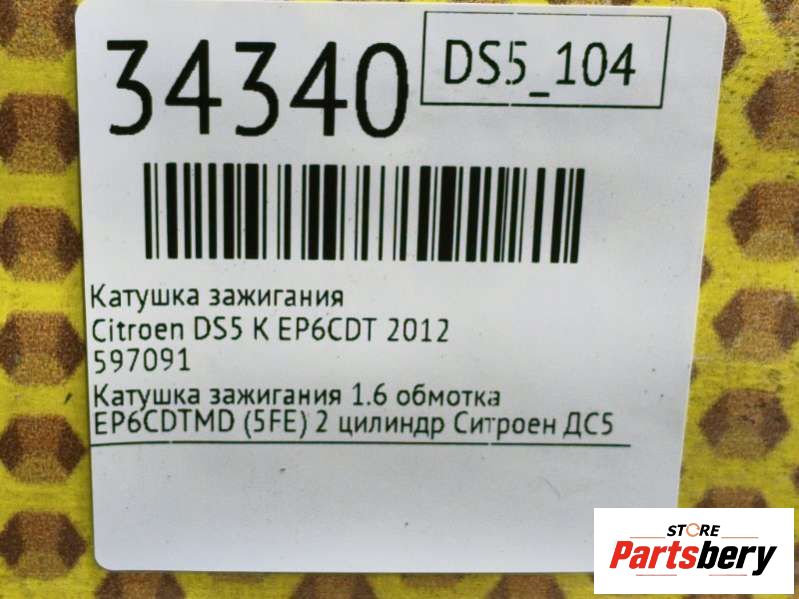 34340
DS5_104
Катушка зажигания
Citroen DS5 K EP6CDT 2012
597091
Катушка зажигания 1.6 обмотка
EP6CDTMD (5FE) 2 цилиндр Ситроен ДС5
STORE
Partsbery